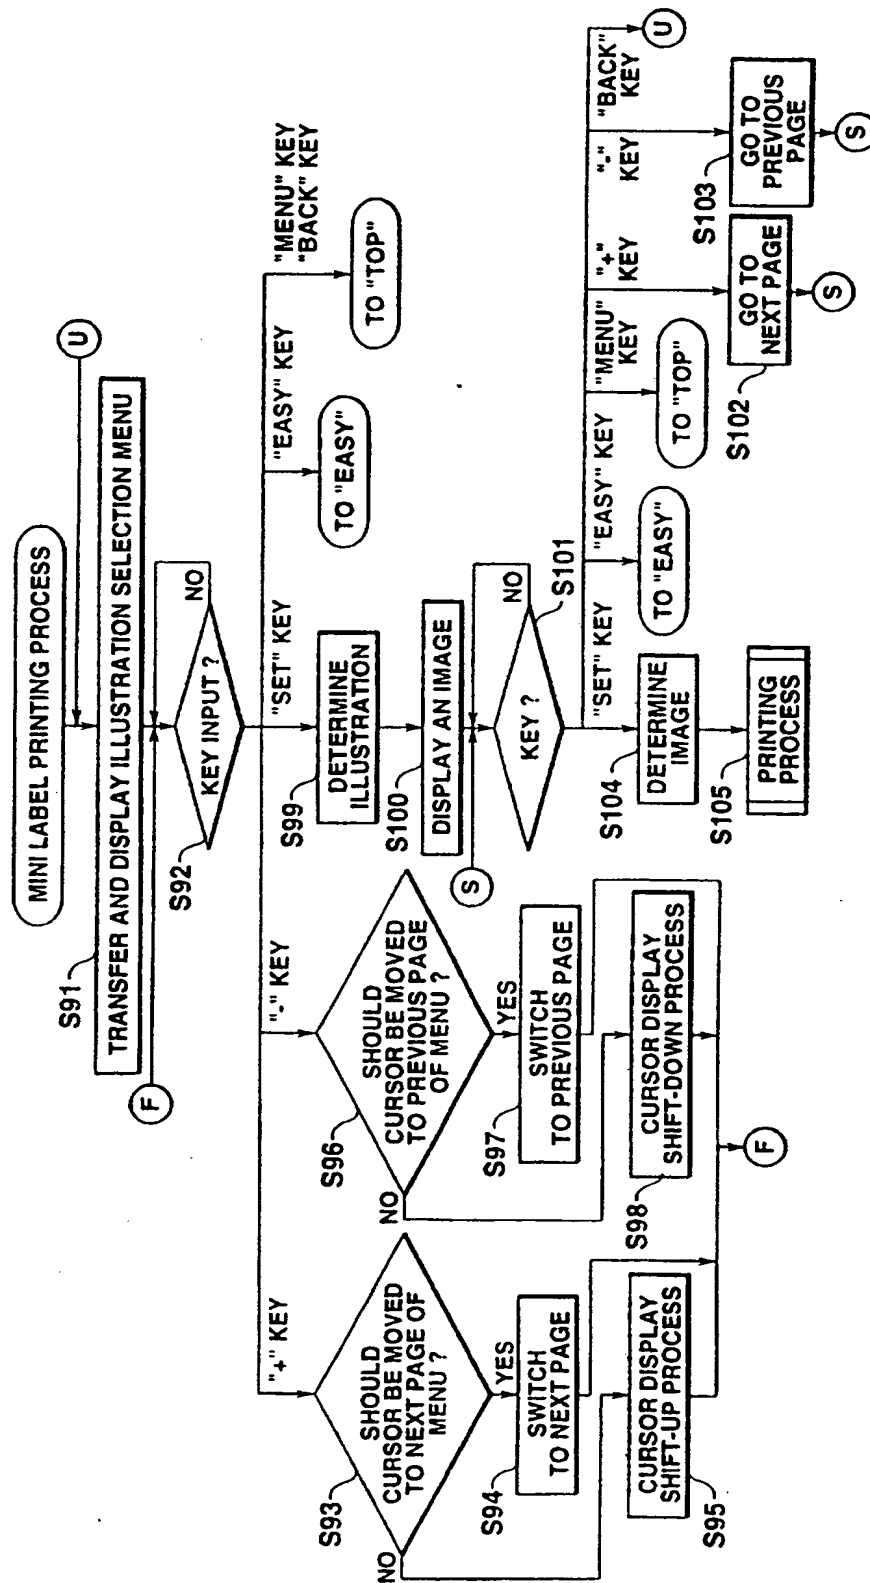 MINI LABEL PRINTING PROCESS
U
S91
TRANSFER AND DISPLAY ILLUSTRATION SELECTION MENU
F
S92
KEY INPUT ?
NO
"+" KEY
"-" KEY
"SET" KEY
"EASY" KEY
"MENU" KEY
"BACK" KEY
S93
SHOULD
CURSOR BE MOVED
TO NEXT PAGE OF
MENU ?
NO
YES
S94
SWITCH
TO NEXT PAGE
S95
CURSOR DISPLAY
SHIFT-UP PROCESS
S96
SHOULD
CURSOR BE MOVED
TO PREVIOUS PAGE
OF MENU ?
NO
YES
S97
SWITCH
TO PREVIOUS PAGE
S98
CURSOR DISPLAY
SHIFT-DOWN PROCESS
F
S99
DETERMINE
ILLUSTRATION
TO "EASY"
TO "TOP"
S100
DISPLAY AN IMAGE
S
KEY ?
NO
S101
"SET" KEY
"EASY" KEY
"MENU"
KEY
"+"
KEY
"-"
KEY
"BACK"
KEY
S104
DETERMINE
IMAGE
TO "EASY"
TO "TOP"
S102
GO TO
NEXT PAGE
S
S103
GO TO
PREVIOUS
PAGE
S
U
S105
PRINTING
PROCESS